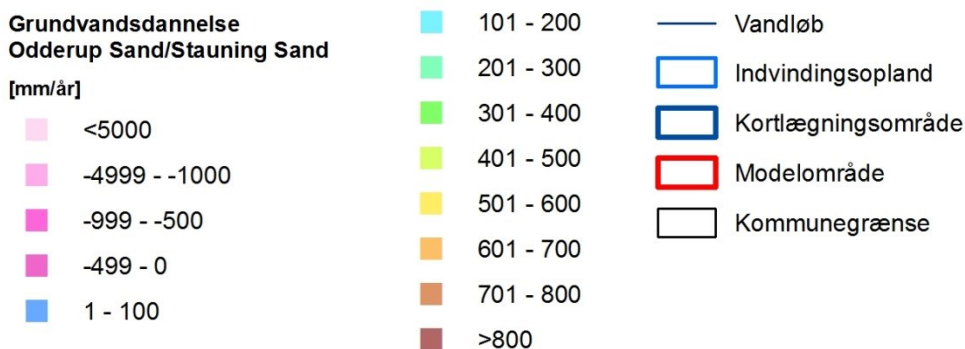 Grundvandsdannelse
Odderup Sand/Stauning Sand
[mm/år]
<5000
-4999 - -1000
-999 - -500
-499 - 0
1 - 100
101 - 200
201 - 300
301 - 400
401 - 500
501 - 600
601 - 700
701 - 800
>800
Vandløb
Indvindingsopland
Kortlægningsområde
Modelområde
Kommunegrænse